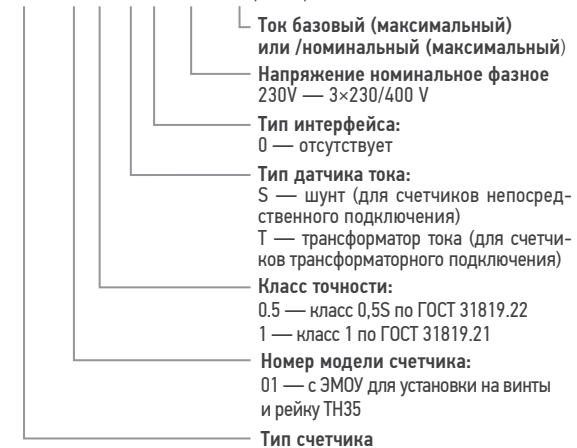 Ток базовый (максимальный)
или /номинальный (максимальный)
Напряжение номинальное фазное
230V — 3×230/400 V
Тип интерфейса:
0 — отсутствует
Тип датчика тока:
S — шунт (для счетчиков непосред-
ственного подключения)
T — трансформатор тока (для счетчи-
ков трансформаторного подключения)
Класс точности:
0.5 — класс 0,5S по ГОСТ 31819.22
1 — класс 1 по ГОСТ 31819.21
Номер модели счетчика:
01 — с ЭМОУ для установки на винты
и рейку TH35
Тип счетчика